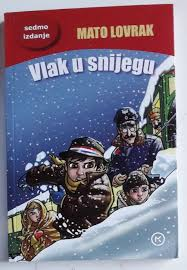 sedmo
izdanje
MATO LOVRAK
Vlak u snijegu